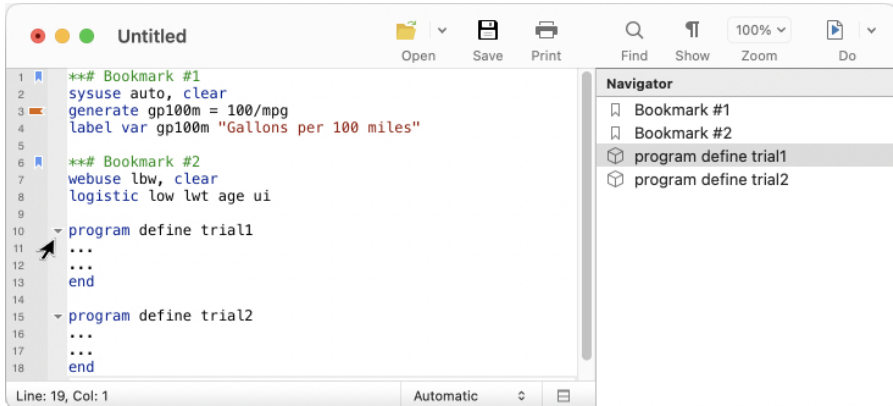 Untitled
Open Save Print Find Show 100% Zoom Do
1 **# Bookmark #1
2 sysuse auto, clear
3 generate gp100m = 100/mpg
4 label var gp100m "Gallons per 100 miles"
5
6 **# Bookmark #2
7 webuse lbw, clear
8 logistic low lwt age ui
9
10 program define trial1
11 ...
12 ...
13 end
14
15 program define trial2
16 ...
17 ...
18 end
Line: 19, Col: 1 Automatic
Navigator
Bookmark #1
Bookmark #2
program define trial1
program define trial2